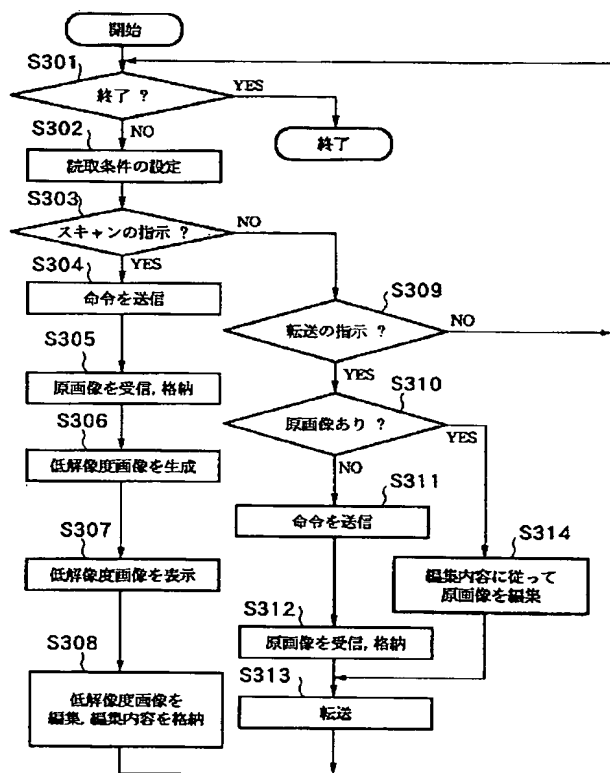 開始
S301
終了？
YES
終了
NO
S302
読取条件の設定
S303
スキャンの指示？
NO
YES
S304
命令を送信
S309
転送の指示？
NO
YES
S305
原画像を受信,格納
S310
原画像あり？
YES
NO
S306
低解像度画像を生成
S311
命令を送信
S307
低解像度画像を表示
S314
編集内容に従って
原画像を編集
S312
原画像を受信,格納
S308
低解像度画像を
編集,編集内容を格納
S313
転送